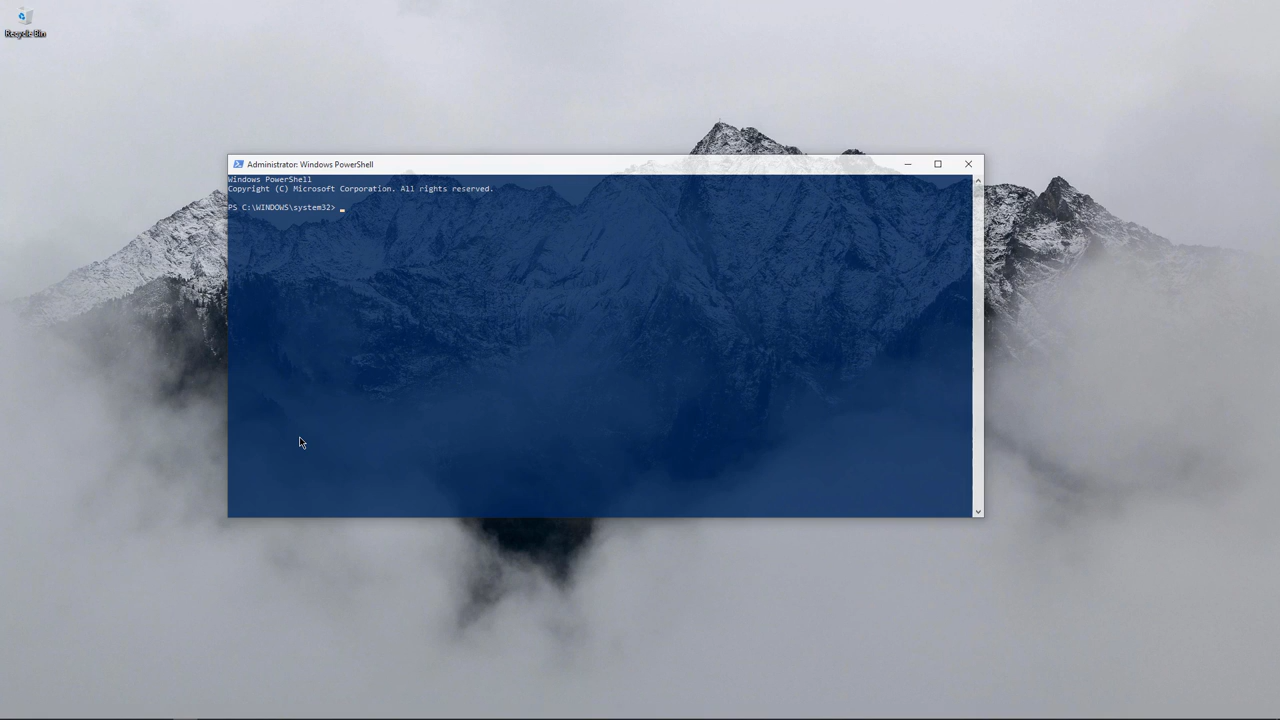 Recycle Bin
Administrator: Windows PowerShell
Windows PowerShell
Copyright (C) Microsoft Corporation. All rights reserved.
PS C:\WINDOWS\system32>